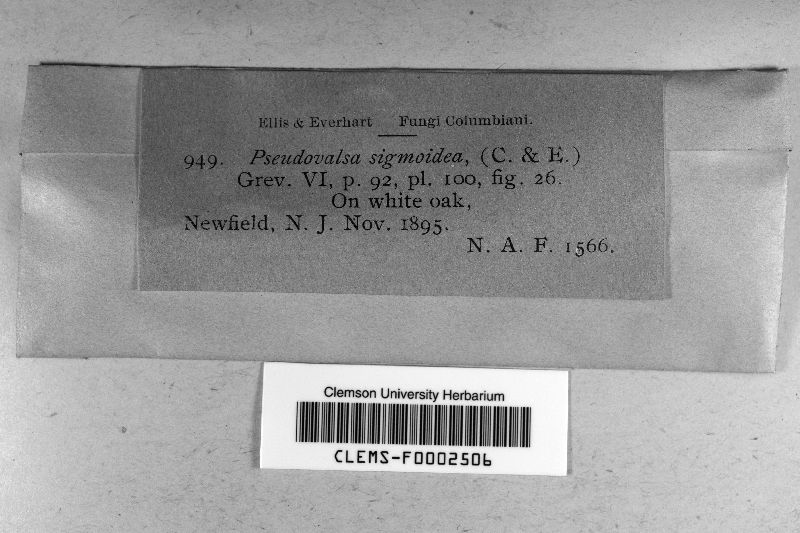 Ellis & Everhart Fungi Columbiani.
949. Pseudovalsa sigmoidea, (C. & E.)
Grev. VI, p. 92, pl. 100, fig. 26.
On white oak,
Newfield, N. J. Nov. 1895.
N. A. F. 1566.
Clemson University Herbarium
CLEMS-F0002506